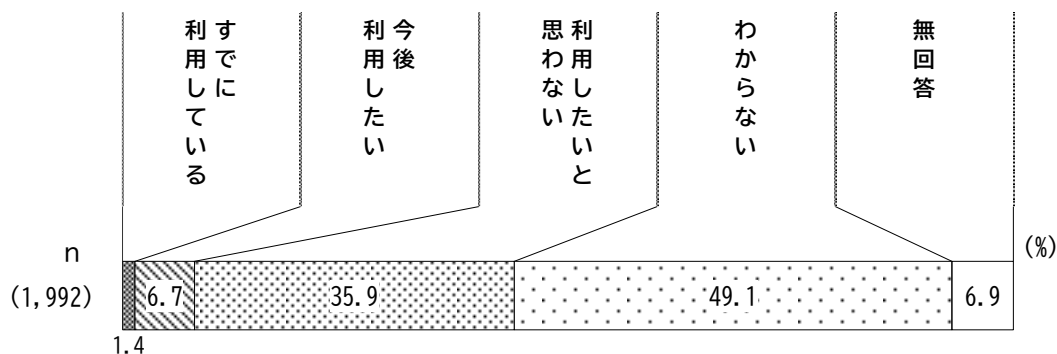 すでに
利用している
今後
利用したい
利用したいと
思わない
わからない
無回答
n
(%)
(1,992)
6.7
35.9
49.1
6.9
1.4